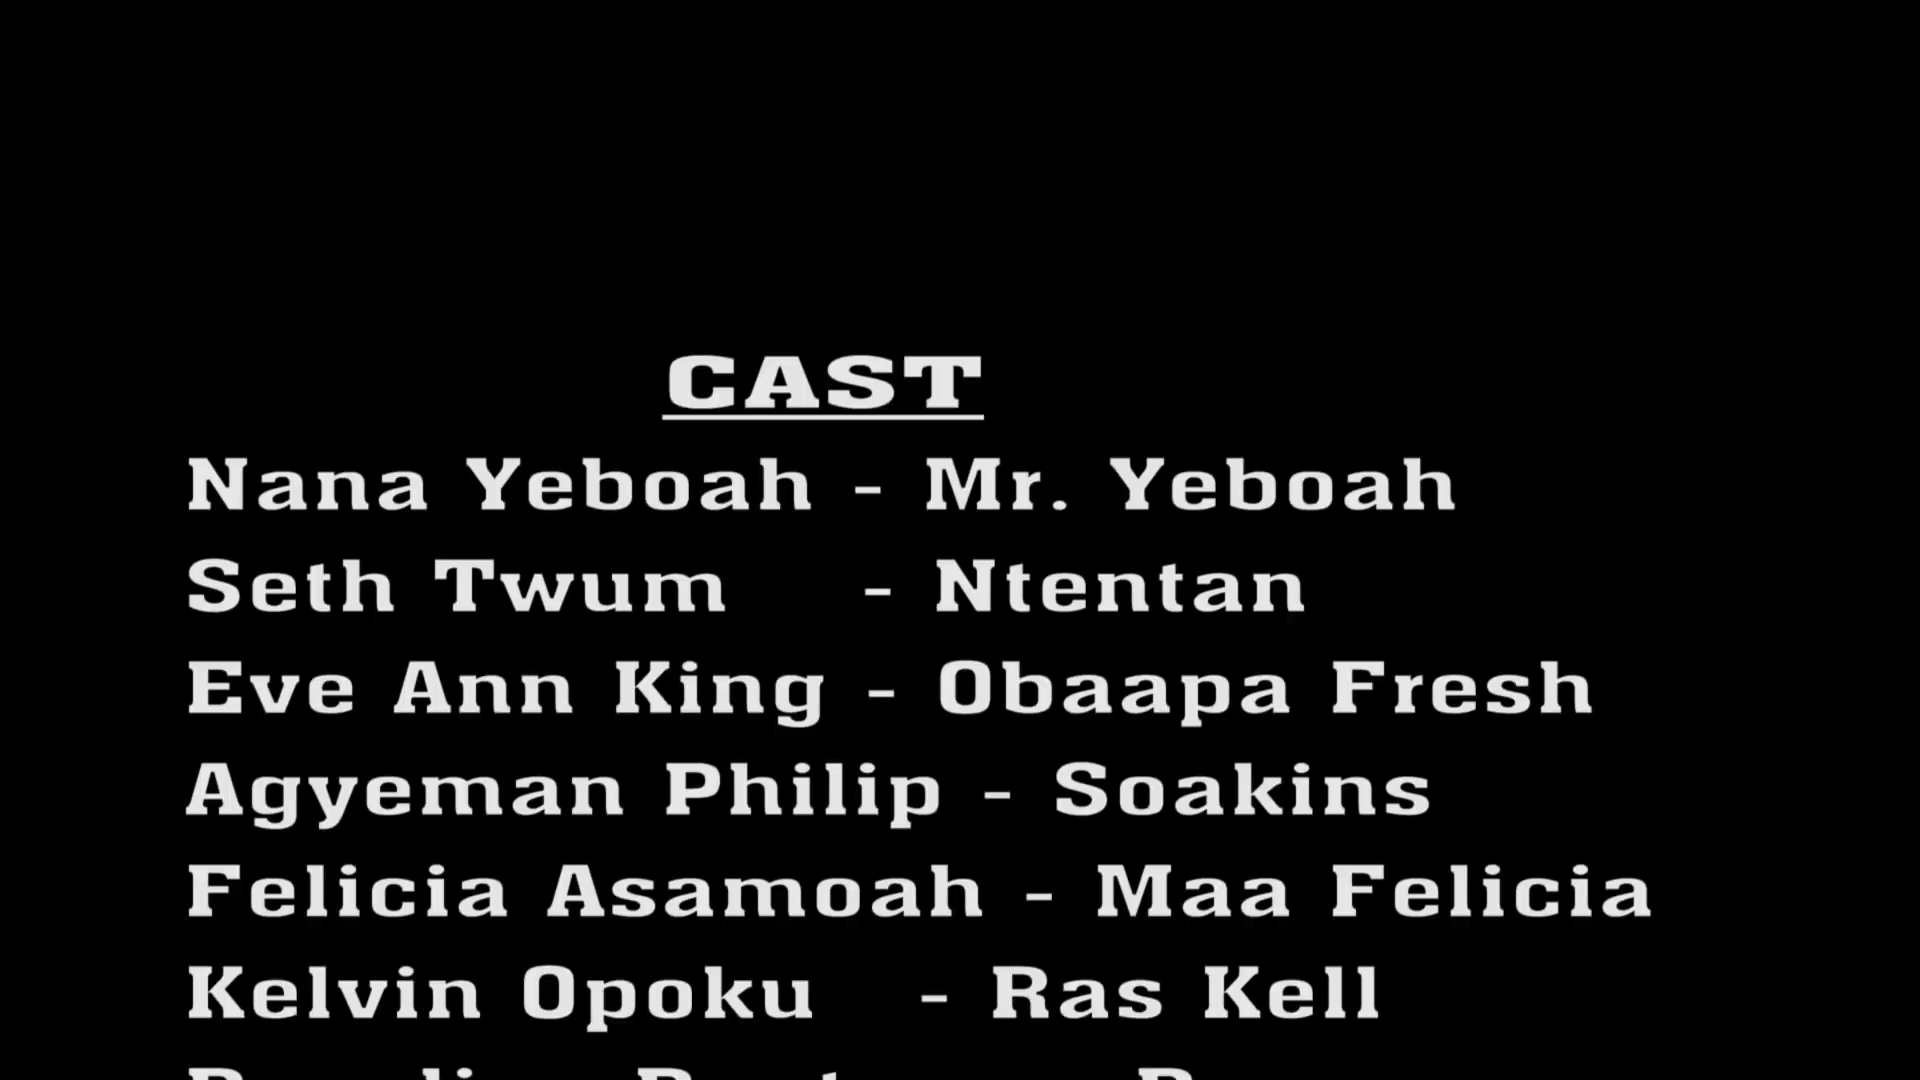 CAST
Nana Yeboah - Mr. Yeboah
Seth Twum - Ntentan
Eve Ann King - Obaapa Fresh
Agyeman Philip - Soakins
Felicia Asamoah - Maa Felicia
Kelvin Opoku - Ras Kell